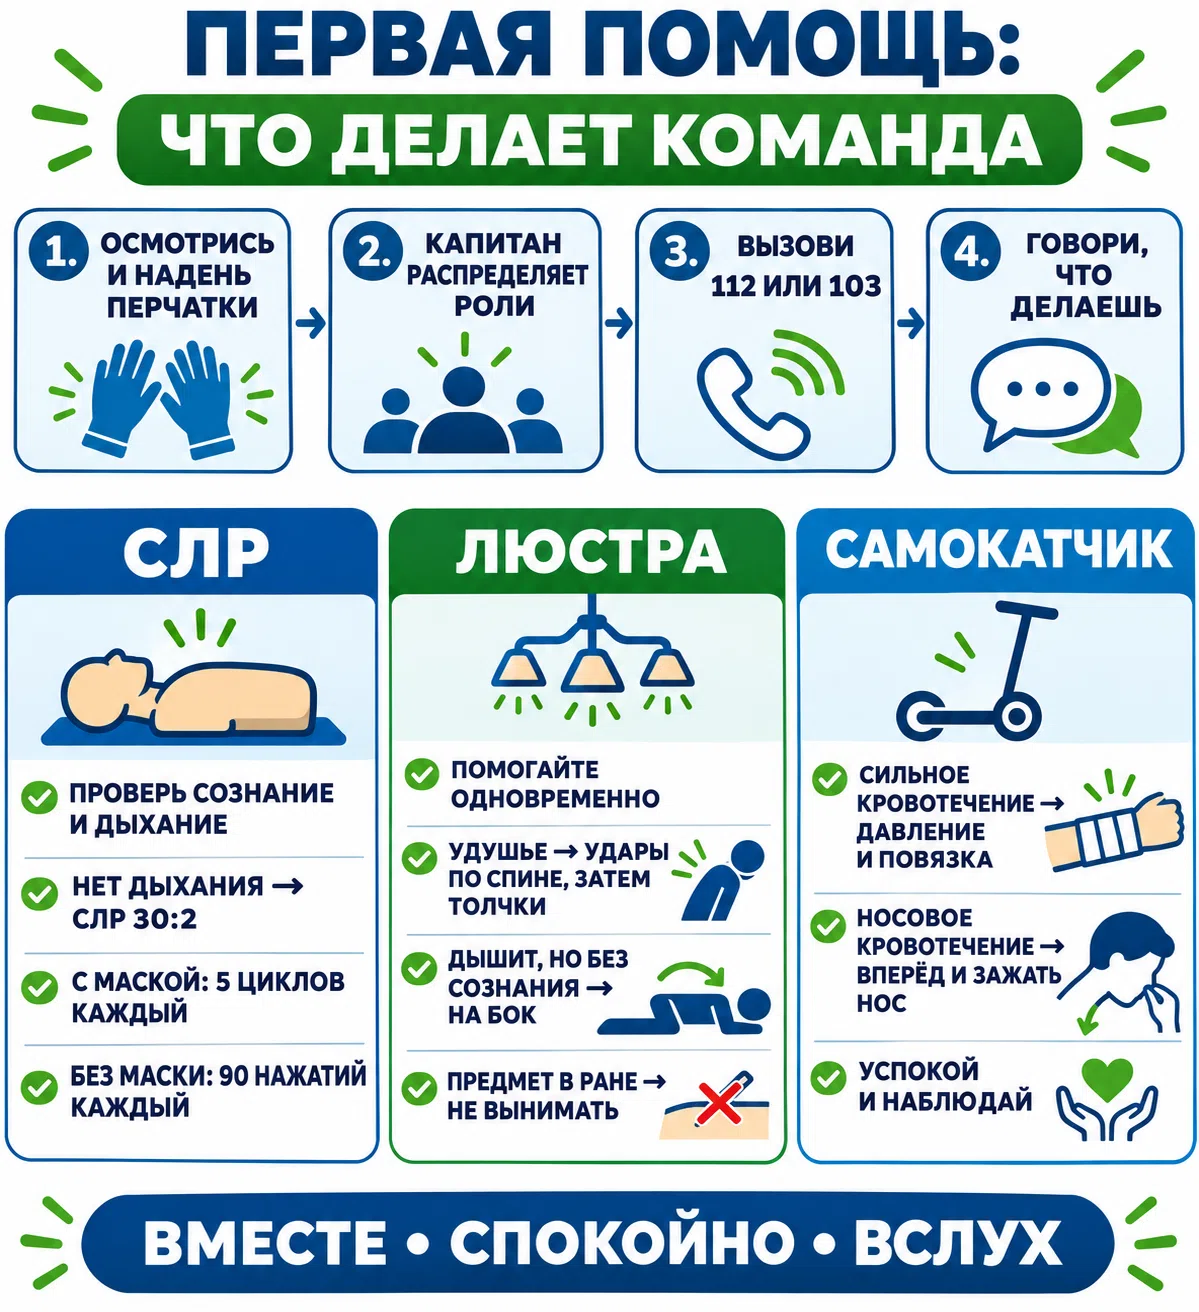 ПЕРВАЯ ПОМОЩЬ:
ЧТО ДЕЛАЕТ КОМАНДА
1. ОСМОТРИСЬ
И НАДЕНЬ
ПЕРЧАТКИ
2. КАПИТАН
РАСПРЕДЕЛЯЕТ
РОЛИ
3. ВЫЗОВИ
112 ИЛИ 103
4. ГОВОРИ,
ЧТО
ДЕЛАЕШЬ
СЛР
ПРОВЕРЬ СОЗНАНИЕ
И ДЫХАНИЕ
НЕТ ДЫХАНИЯ →
СЛР 30:2
С МАСКОЙ: 5 ЦИКЛОВ
КАЖДЫЙ
БЕЗ МАСКИ: 90 НАЖАТИЙ
КАЖДЫЙ
ЛЮСТРА
ПОМОГАЙТЕ
ОДНОВРЕМЕННО
УДУШЬЕ → УДАРЫ
ПО СПИНЕ, ЗАТЕМ
ТОЛЧКИ
ДЫШИТ, НО БЕЗ
СОЗНАНИЯ →
НА БОК
ПРЕДМЕТ В РАНЕ →
НЕ ВЫНИМАТЬ
САМОКАТЧИК
СИЛЬНОЕ
КРОВОТЕЧЕНИЕ →
ДАВЛЕНИЕ
И ПОВЯЗКА
НОСОВОЕ
КРОВОТЕЧЕНИЕ →
ВПЕРЁД И ЗАЖАТЬ
НОС
УСПОКОЙ
И НАБЛЮДАЙ
ВМЕСТЕ • СПОКОЙНО • ВСЛУХ